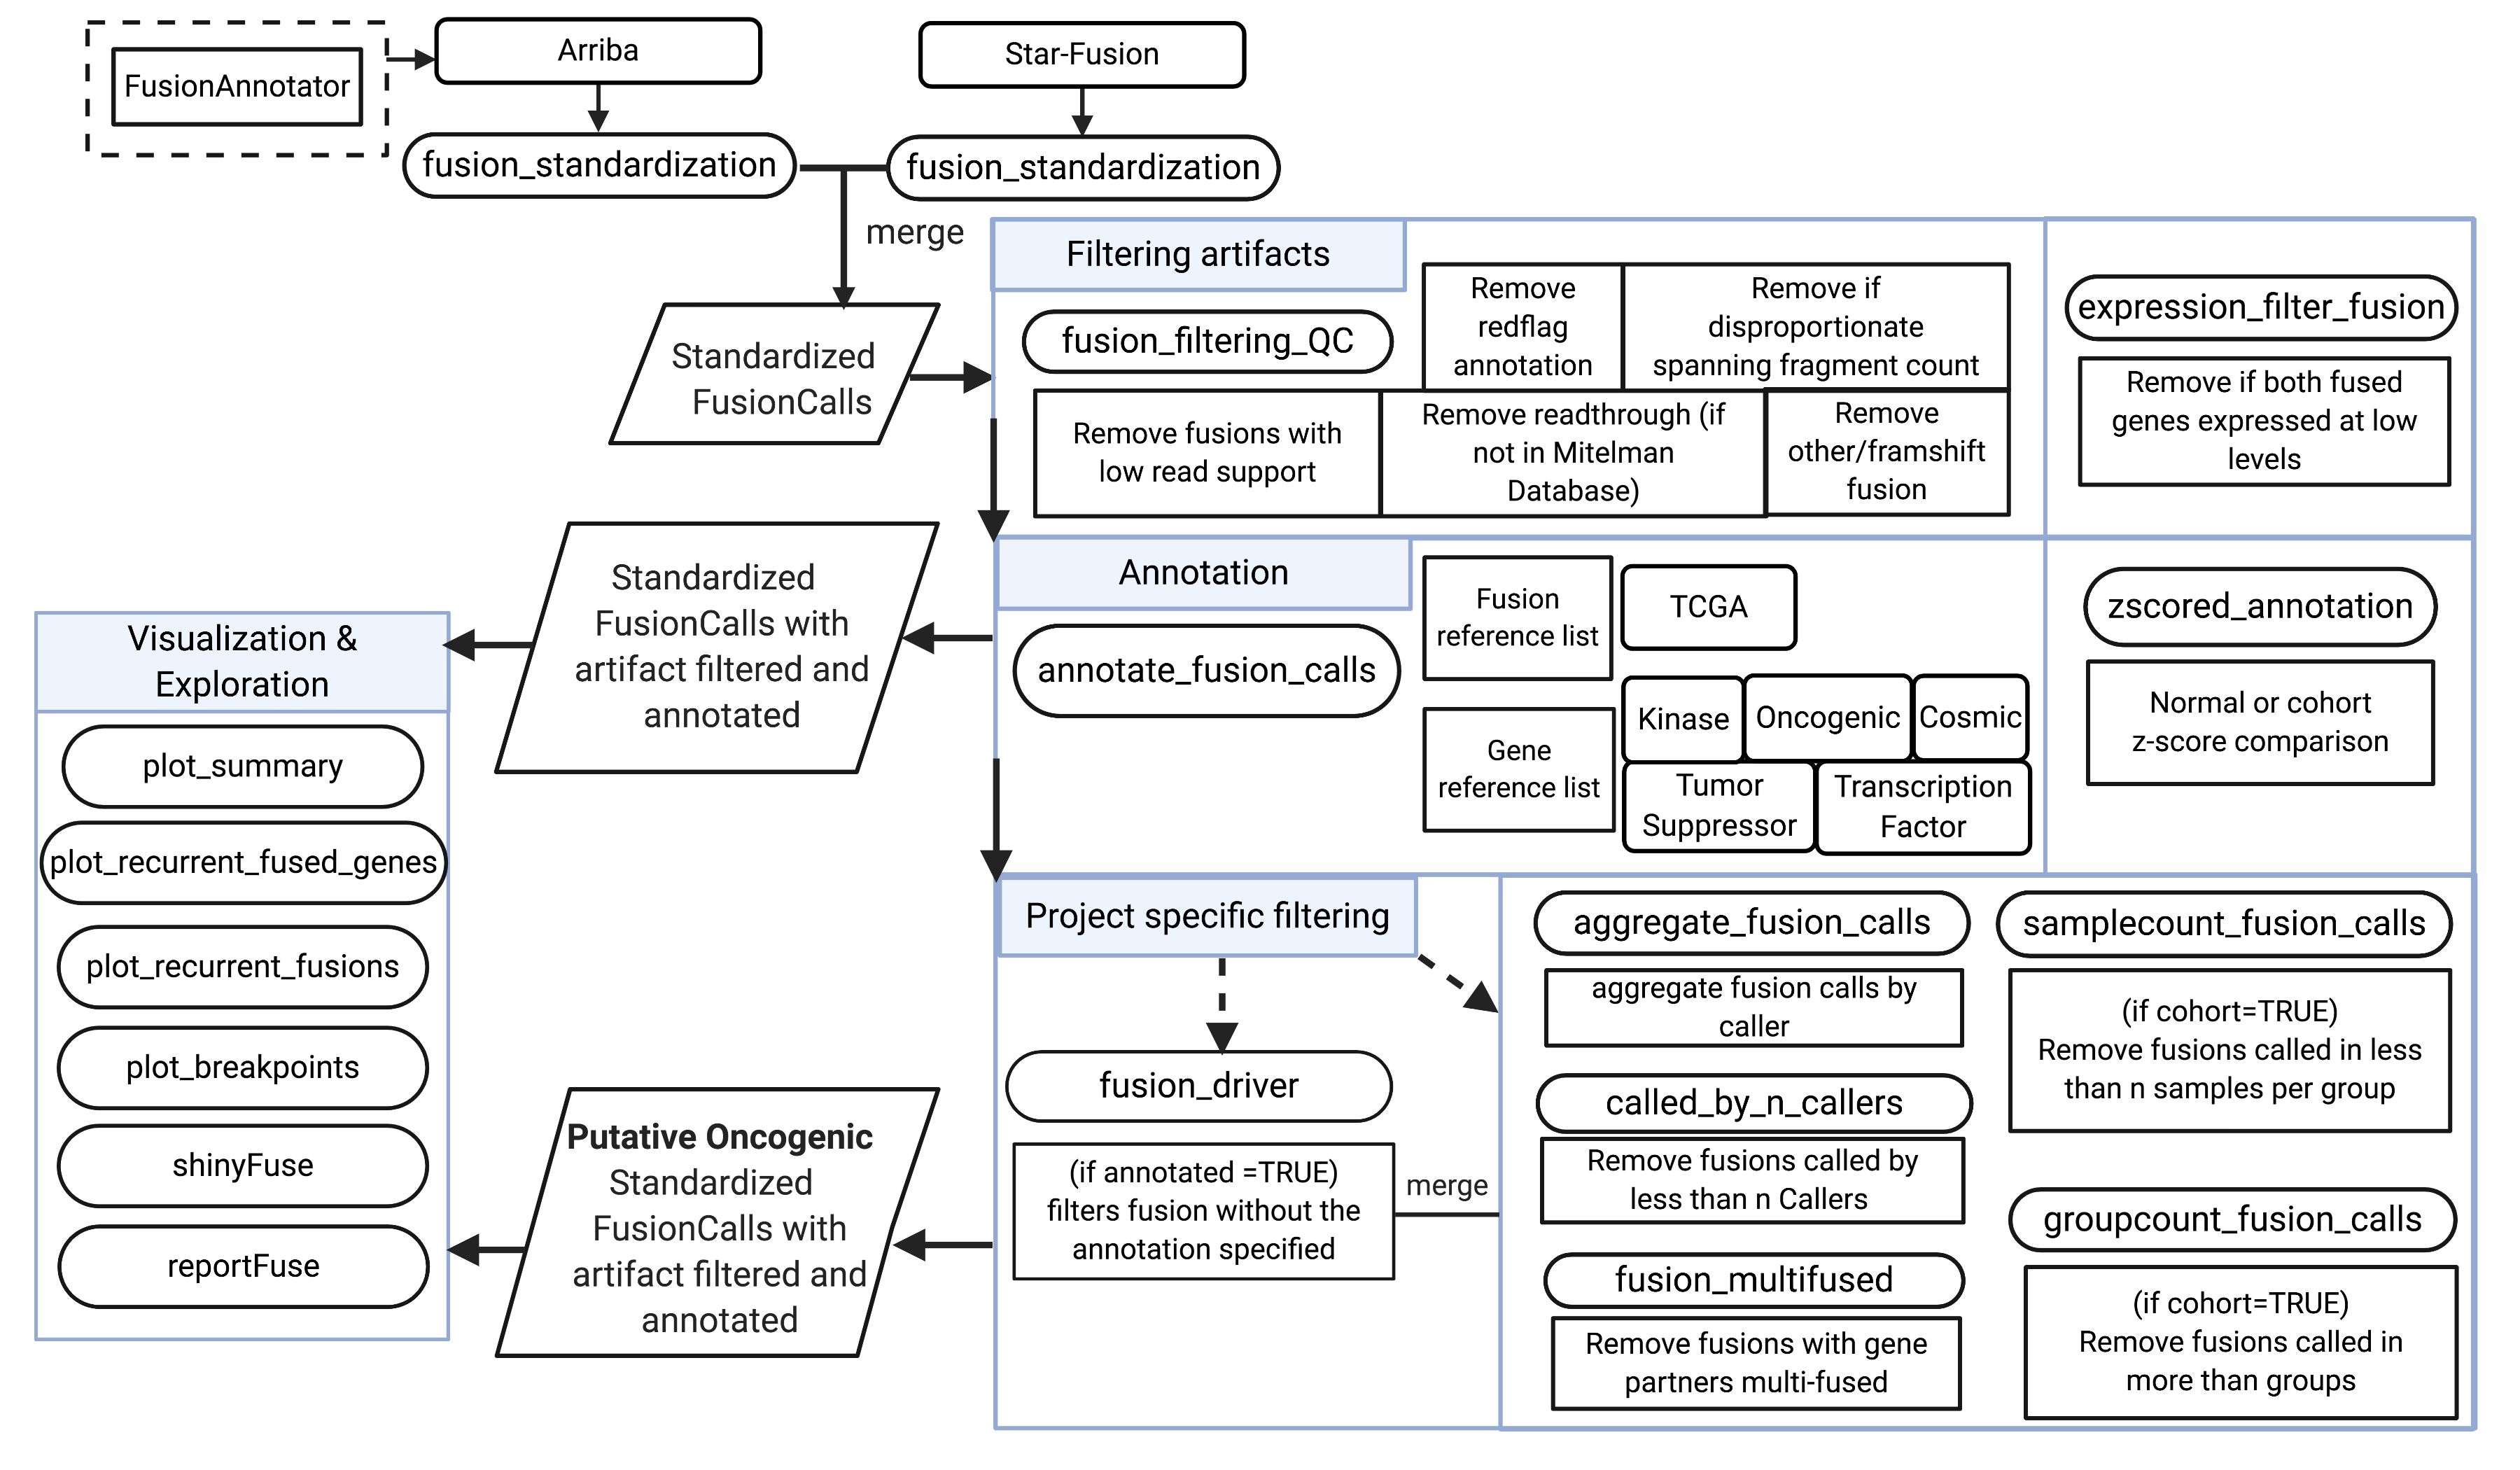 FusionAnnotator
Arriba
Star-Fusion
fusion_standardization
fusion_standardization
merge
Standardized
FusionCalls
Filtering artifacts
fusion_filtering_QC
Remove
redflag
annotation
Remove if
disproportionate
spanning fragment count
Remove fusions with
low read support
Remove readthrough (if
not in Mitelman
Database)
Remove
other/framshift
fusion
expression_filter_fusion
Remove if both fused
genes expressed at low
levels
Annotation
annotate_fusion_calls
Fusion
reference list
TCGA
Gene
reference list
Kinase
Oncogenic
Cosmic
Tumor
Suppressor
Transcription
Factor
zscored_annotation
Normal or cohort
z-score comparison
Standardized
FusionCalls with
artifact filtered and
annotated
Visualization &
Exploration
plot_summary
plot_recurrent_fused_genes
plot_recurrent_fusions
plot_breakpoints
shinyFuse
reportFuse
Project specific filtering
fusion_driver
(if annotated =TRUE)
filters fusion without the
annotation specified
merge
aggregate_fusion_calls
aggregate fusion calls by
caller
called_by_n_callers
Remove fusions called by
less than n Callers
fusion_multifused
Remove fusions with gene
partners multi-fused
samplecount_fusion_calls
(if cohort=TRUE)
Remove fusions called in less
than n samples per group
groupcount_fusion_calls
(if cohort=TRUE)
Remove fusions called in
more than groups
Putative Oncogenic
Standardized
FusionCalls with
artifact filtered and
annotated